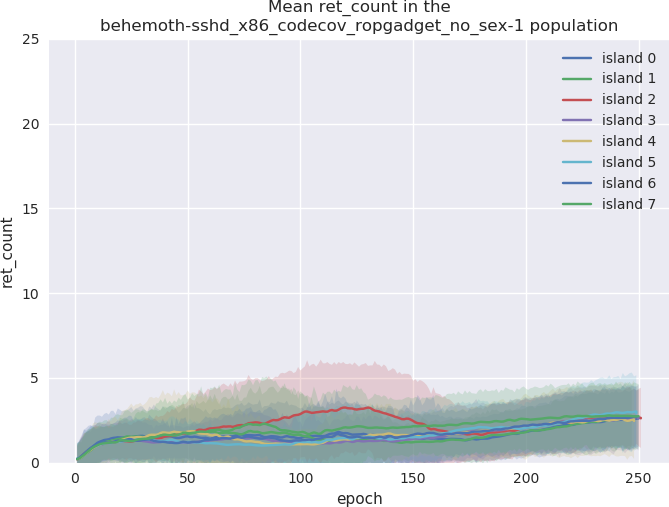 Mean ret_count in the
behemoth-sshd_x86_codecov_ropgadget_no_sex-1 population
25
20
15
10
5
0
ret_count
island 0
island 1
island 2
island 3
island 4
island 5
island 6
island 7
0
50
100
150
200
250
epoch